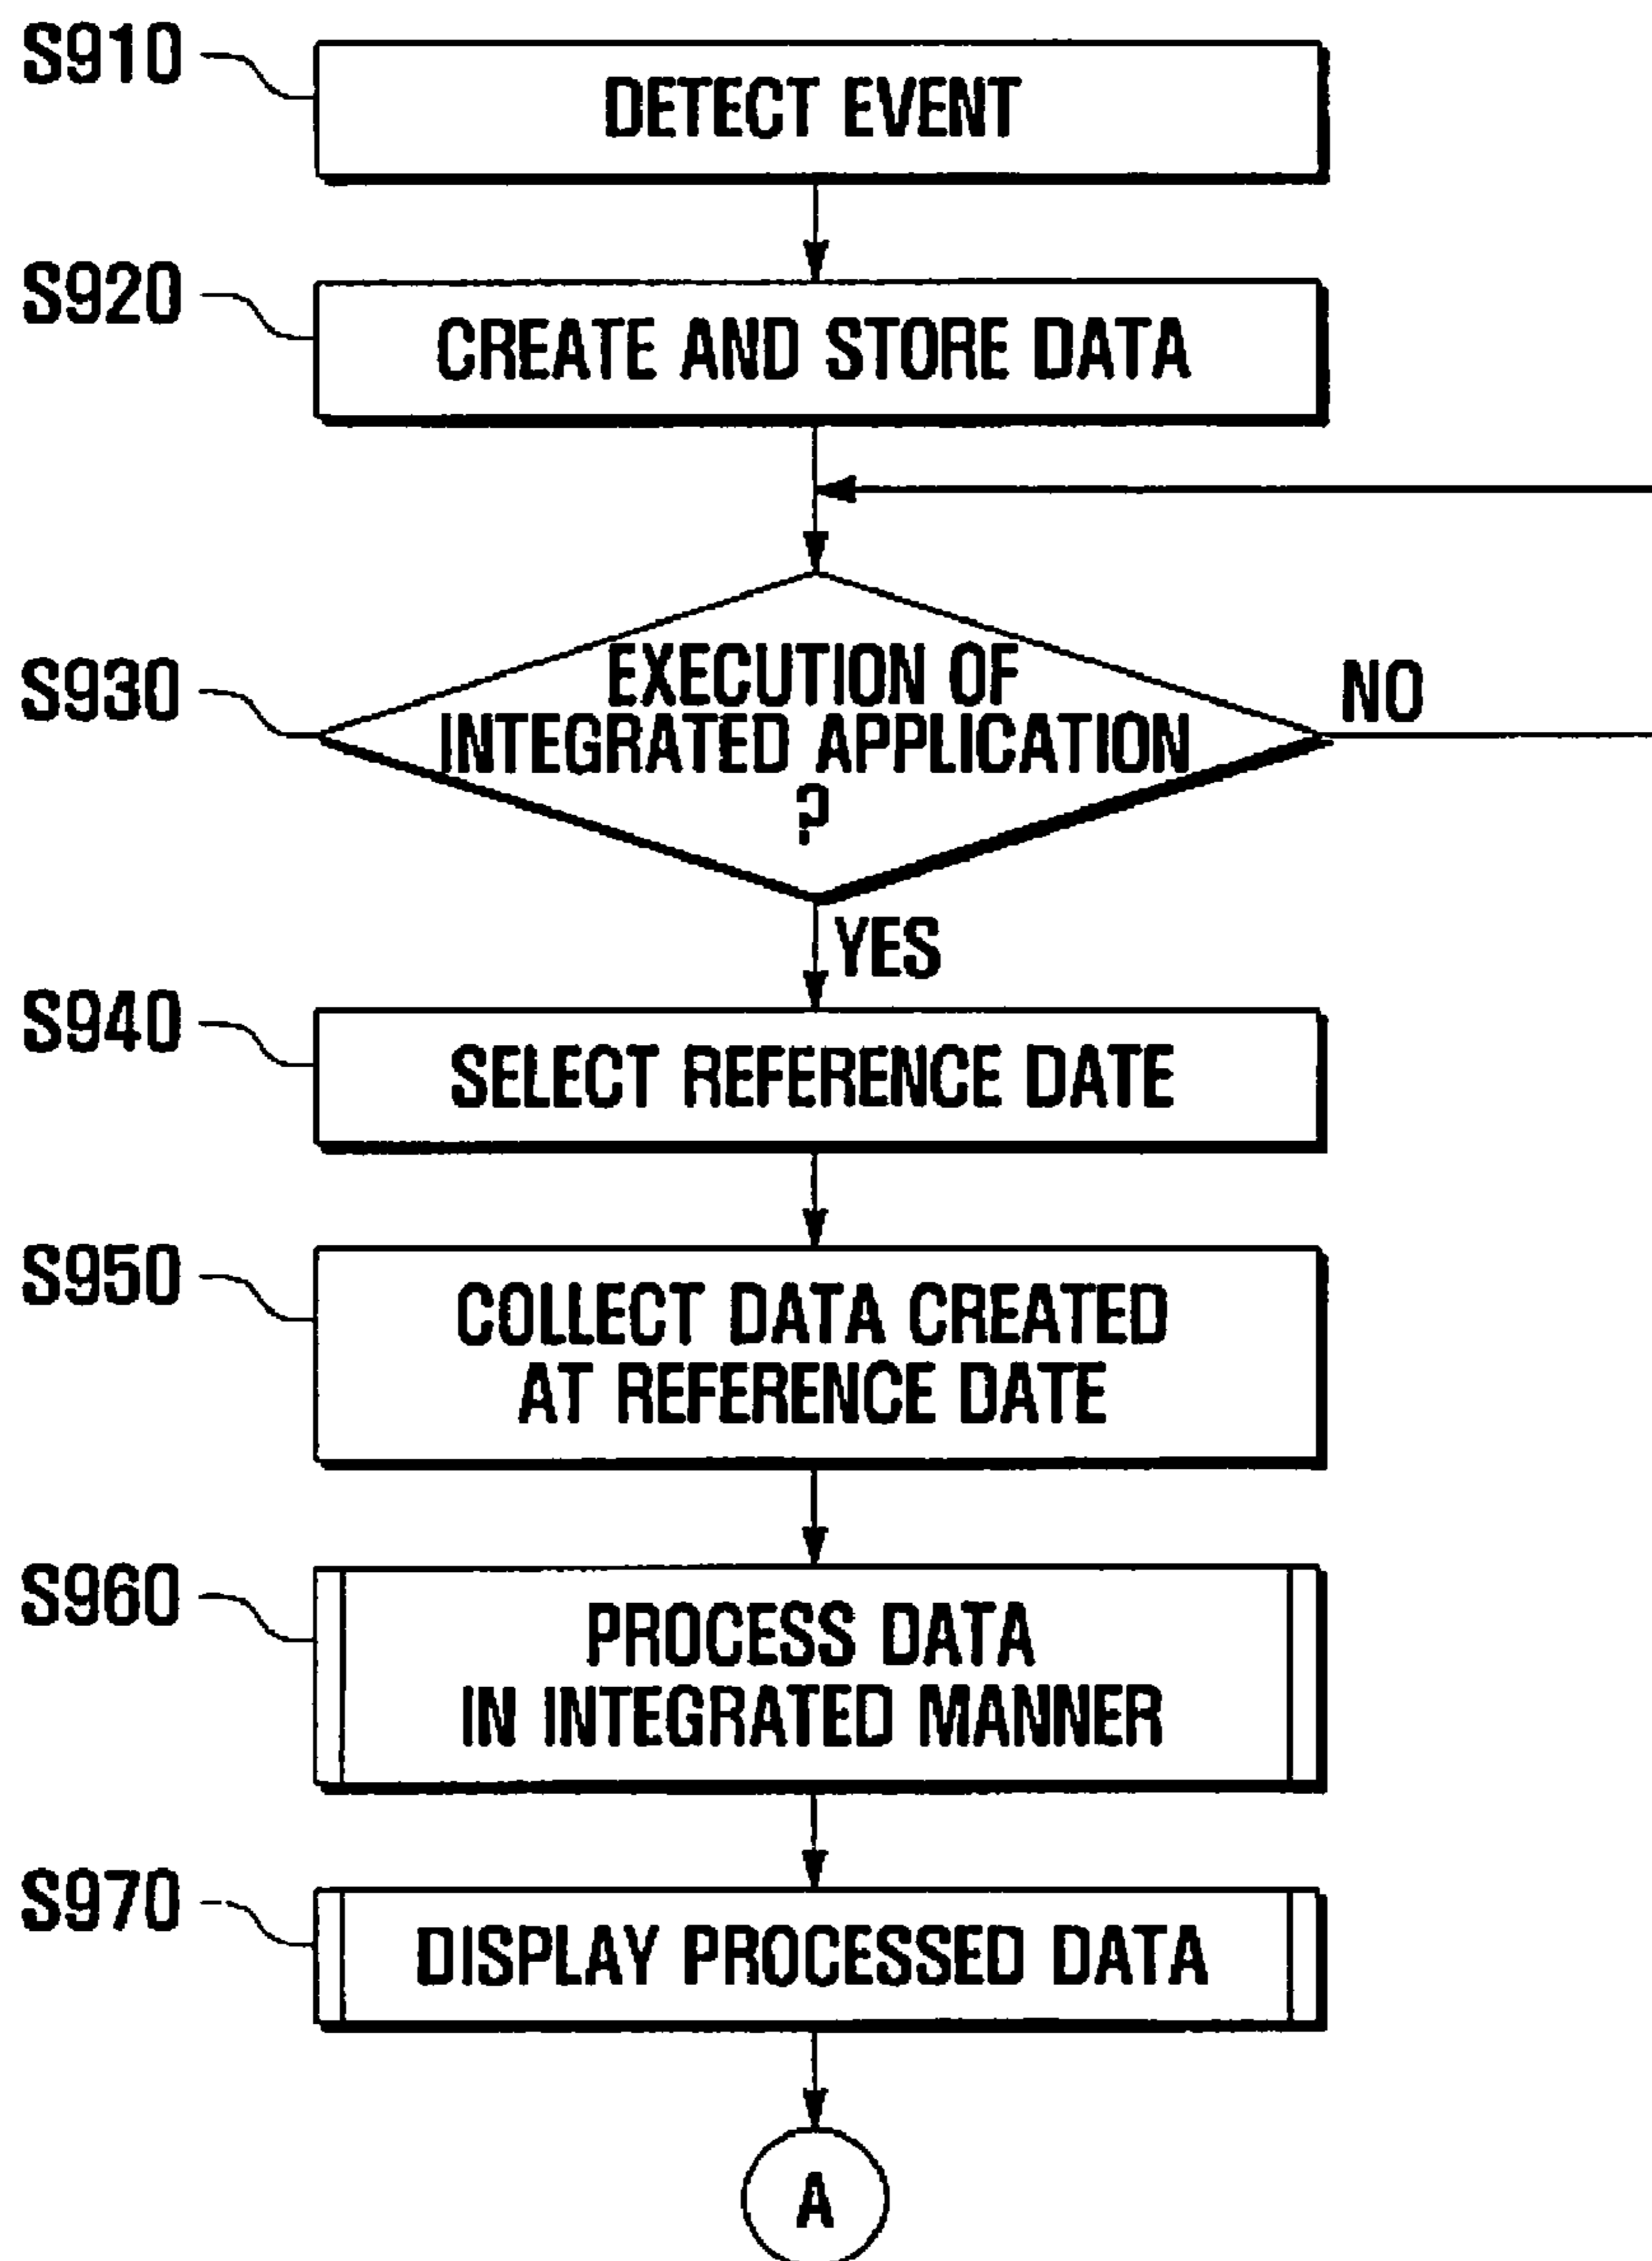 S910
DETECT EVENT
S920
CREATE AND STORE DATA
S930
EXECUTION OF
INTEGRATED APPLICATION
?
NO
YES
S940
SELECT REFERENCE DATE
S950
COLLECT DATA CREATED
AT REFERENCE DATE
S960
PROCESS DATA
IN INTEGRATED MANNER
S970
DISPLAY PROCESSED DATA
A